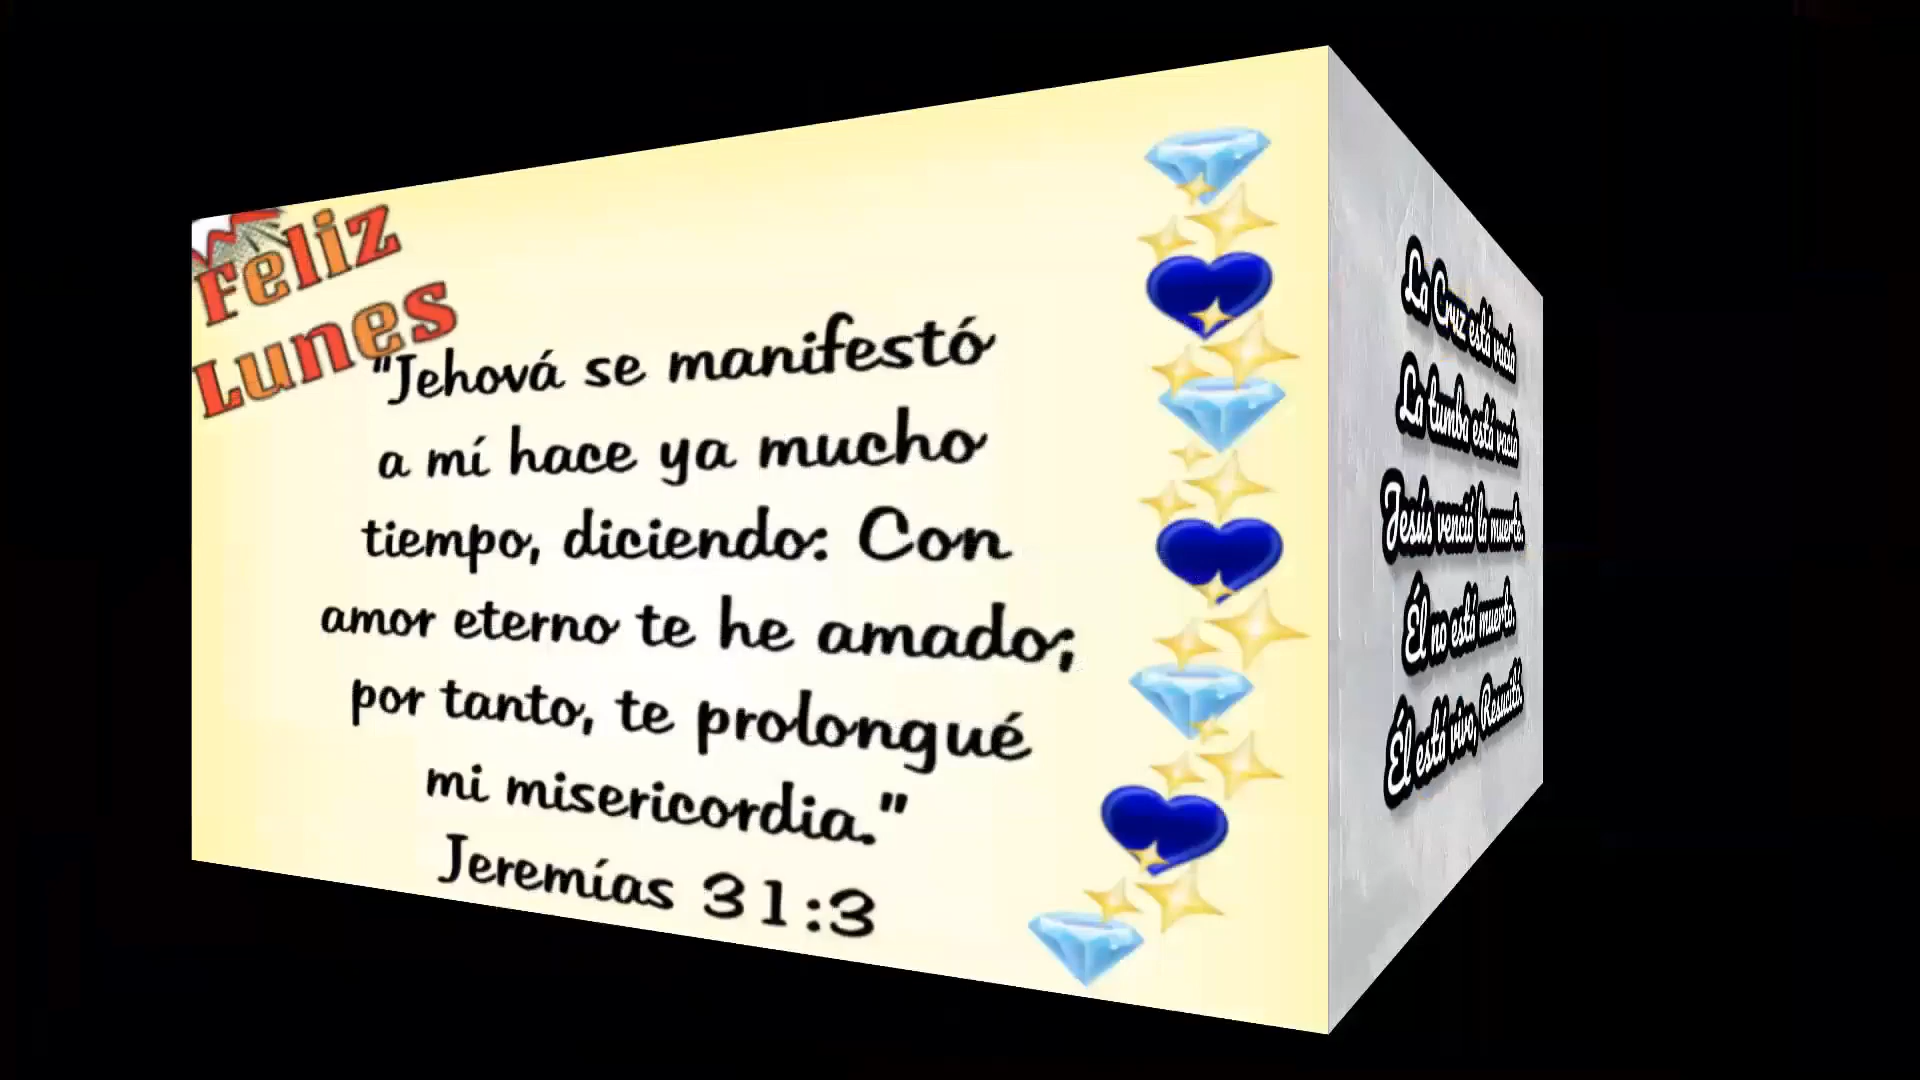 Feliz
Lunes
"Jehová se manifestó
a mí hace ya mucho
tiempo, diciendo: Con
amor eterno te he amado;
por tanto, te prolongué
mi misericordia."
Jeremías 31:3
La Cruz está vacía
La tumba está vacía
Jesús venció la muerte.
Él no está muerto.
Él está vivo, Resucitó.